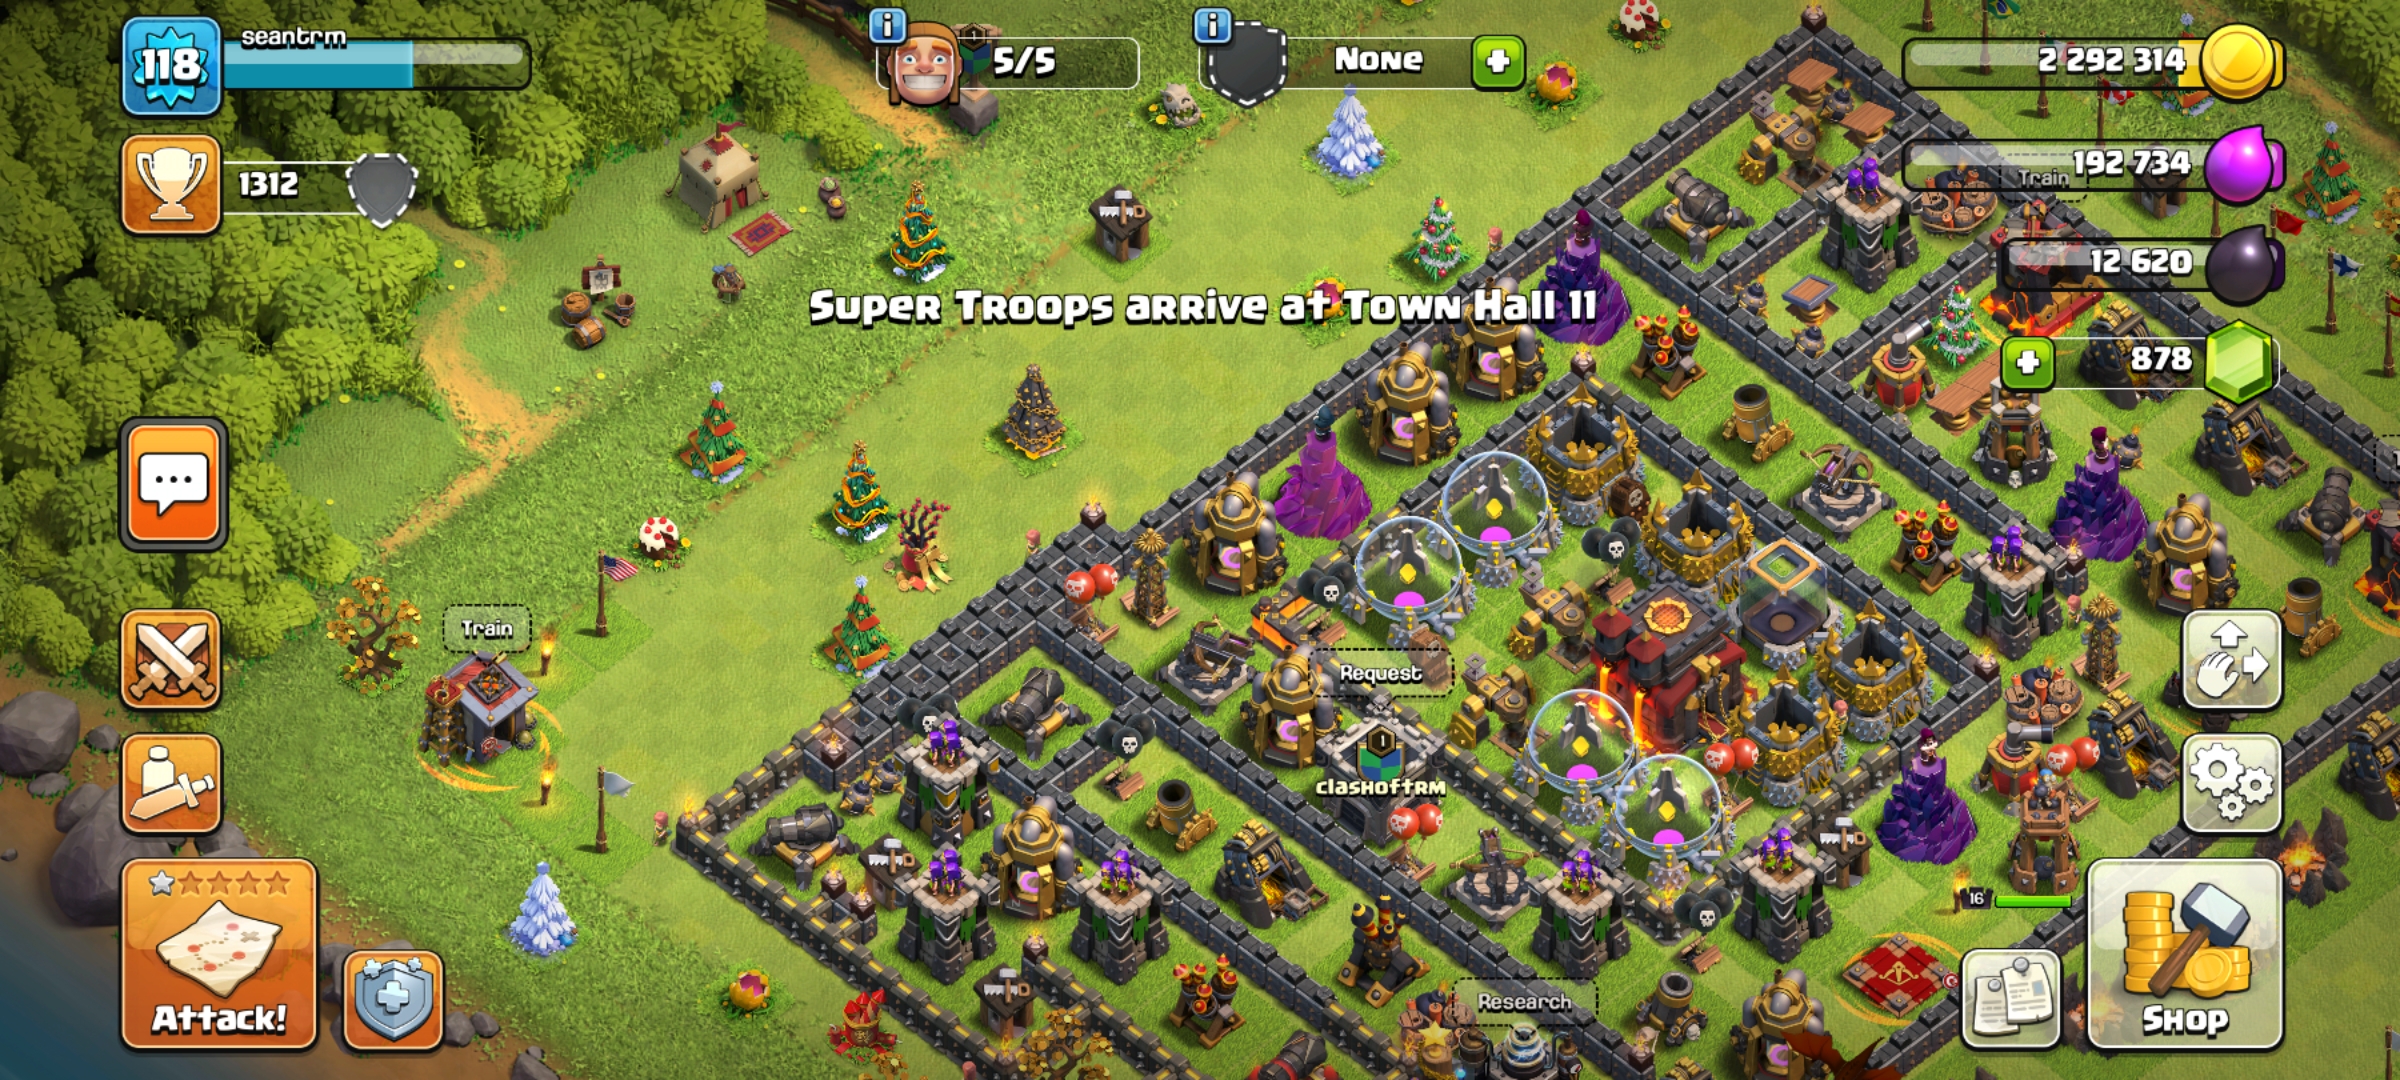 118
seantrm
5/5
None
2 292 314
1312
192 734
Train
12 620
Super Troops arrive at Town Hall 11
878
Train
Request
1
clashoftrm
16
Research
Attack!
Shop